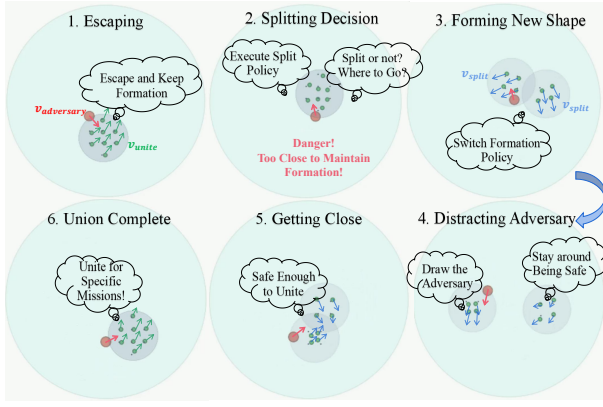 1. Escaping
Escape and Keep
Formation
v_adversary
v_unite
2. Splitting Decision
Execute Split
Policy
Split or not?
Where to Go?
Danger!
Too Close to Maintain
Formation!
3. Forming New Shape
v_split
v_split
Switch Formation
Policy
4. Distracting Adversary
Draw the
Adversary
Stay around
Being Safe
5. Getting Close
Safe Enough
to Unite
6. Union Complete
Unite for
Specific
Missions!